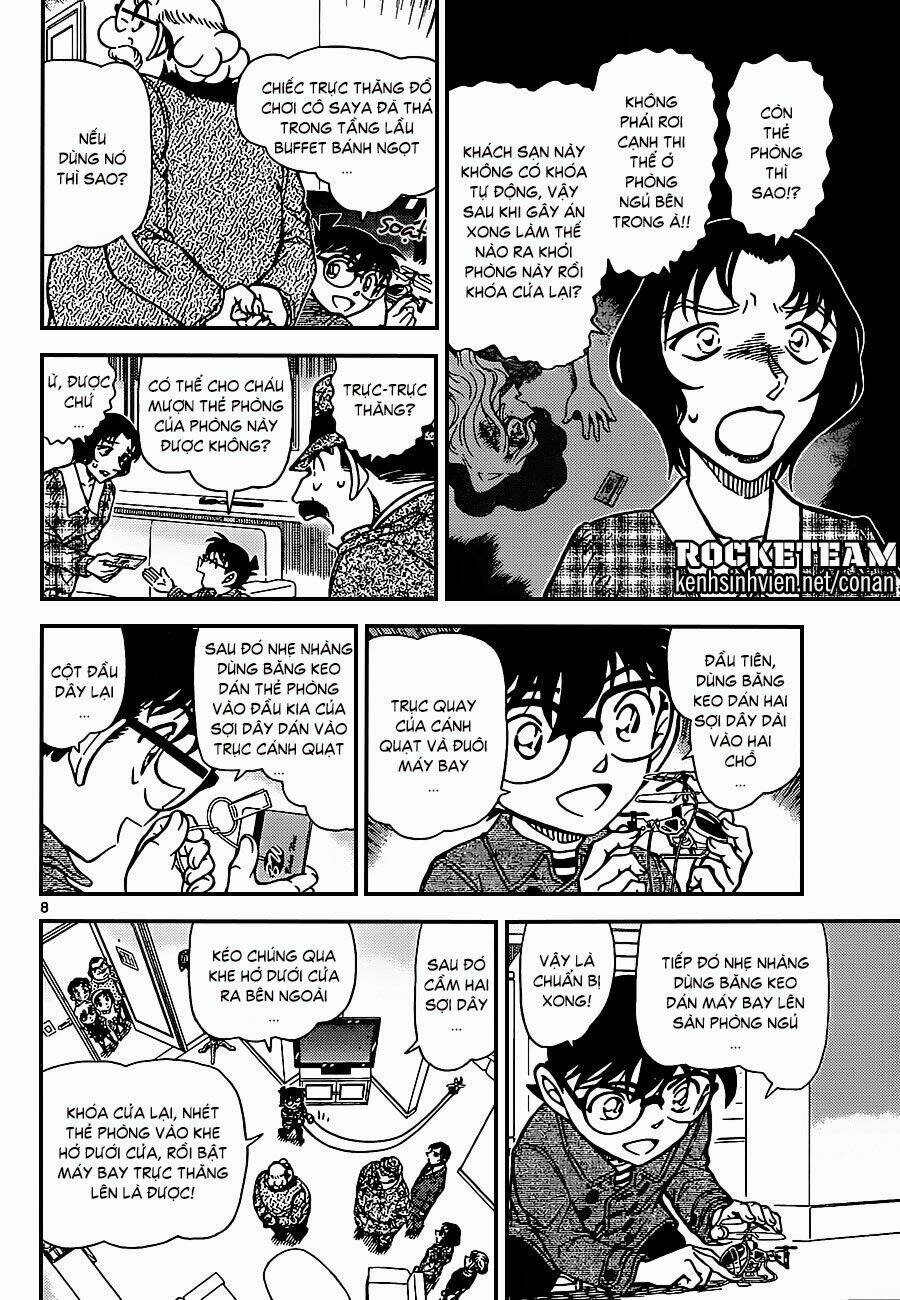 CÒN
THẺ
PHÒNG
THÌ
SAO!?
KHÔNG
PHẢI RƠI
CẠNH THI
THỂ Ở
PHÒNG
NGỦ BÊN
TRONG À!!
KHÁCH SẠN NÀY
KHÔNG CÓ KHÓA
TỰ ĐỘNG, VẬY
SAU KHI GÂY ÁN
XONG LÀM THẾ
NÀO RA KHỎI
PHÒNG NÀY RỒI
KHÓA CỬA LẠI?
ROCKETEAM
kenhsinhvien.net/conan
CHIẾC TRỰC THĂNG ĐỒ
CHƠI CÔ SAYA ĐÃ THẢ
TRONG TẦNG LẦU
BUFFET BÁNH NGỌT
...
NẾU
DÙNG NÓ
THÌ SAO?
SOẠT
TRỰC-TRỰC
THĂNG?
CÓ THỂ CHO CHÁU
MƯỢN THẺ PHÒNG
CỦA PHÒNG NÀY
ĐƯỢC KHÔNG?
Ừ, ĐƯỢC
CHỨ
...
ĐẦU TIÊN,
DÙNG BĂNG
KEO DÁN HAI
SỢI DÂY DÀI
VÀO HAI
CHỖ
TRỤC QUAY
CỦA CÁNH
QUẠT VÀ ĐUÔI
MÁY BAY
...
SAU ĐÓ NHẸ NHÀNG
DÙNG BĂNG KEO
DÁN THẺ PHÒNG
VÀO ĐẦU KIA CỦA
SỢI DÂY DÁN VÀO
TRỤC CÁNH QUẠT
...
CỘT ĐẦU
DÂY LẠI
...
8
TIẾP ĐÓ NHẸ NHÀNG
DÙNG BĂNG KEO
DÁN MÁY BAY LÊN
SÀN PHÒNG NGỦ
...
VẬY LÀ
CHUẨN BỊ
XONG!
SAU ĐÓ
CẦM HAI
SỢI DÂY
...
KÉO CHÚNG QUA
KHE HỞ DƯỚI CỬA
RA BÊN NGOÀI
...
KHÓA CỬA LẠI, NHÉT
THẺ PHÒNG VÀO KHE
HỞ DƯỚI CỬA, RỒI BẬT
MÁY BAY TRỰC THĂNG
LÊN LÀ ĐƯỢC!